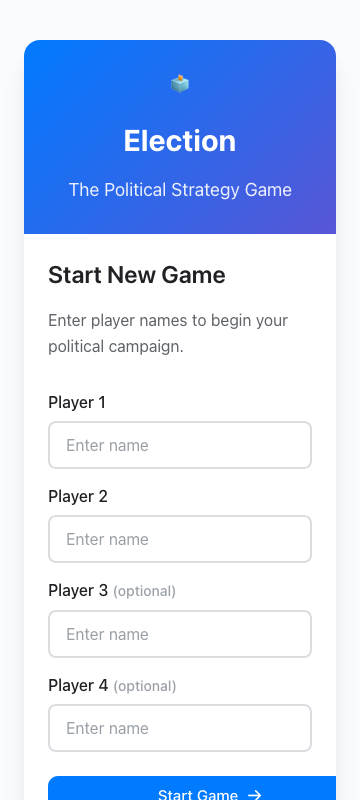 Election
The Political Strategy Game
Start New Game
Enter player names to begin your
political campaign.
Player 1
Enter name
Player 2
Enter name
Player 3 (optional)
Enter name
Player 4 (optional)
Enter name
Start Game →